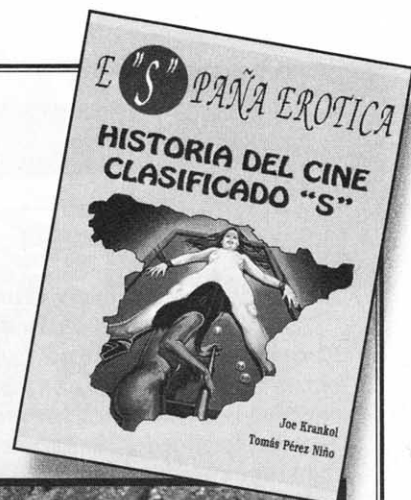 E "S" PAÑA EROTICA
HISTORIA DEL CINE
CLASIFICADO "S"
Joe Krankol
Tomás Pérez Niño